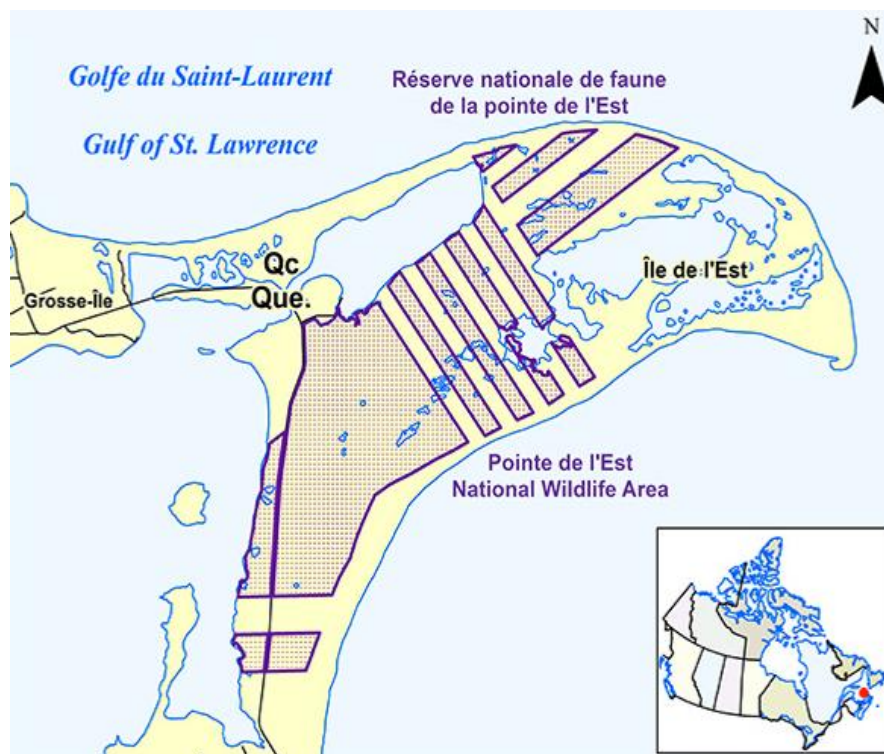 N
Golfe du Saint-Laurent
Réserve nationale de faune
de la pointe de l'Est
Gulf of St. Lawrence
Qc
Île de l'Est
Grosse-Île
Que.
Pointe de l'Est
National Wildlife Area